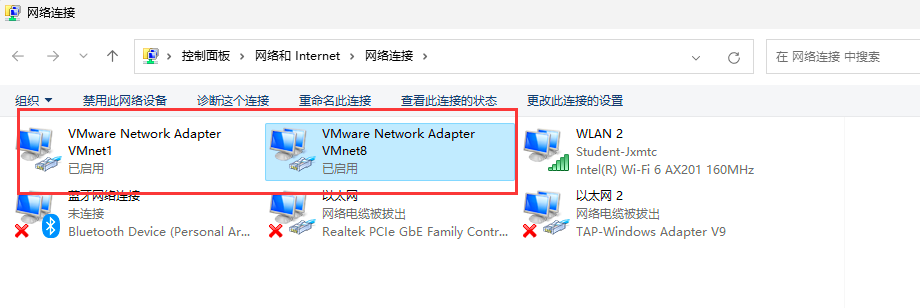 网络连接
控制面板 > 网络和 Internet > 网络连接 >
在 网络连接 中搜索
组织 禁用此网络设备 诊断这个连接 重命名此连接 查看此连接的状态 更改此连接的设置
VMware Network Adapter
VMnet1
已启用
VMware Network Adapter
VMnet8
已启用
WLAN 2
Student-Jxmtc
Intel(R) Wi-Fi 6 AX201 160MHz
蓝牙网络连接
未连接
Bluetooth Device (Personal Ar...
以太网
网络电缆被拔出
Realtek PCIe GbE Family Contr...
以太网 2
网络电缆被拔出
TAP-Windows Adapter V9